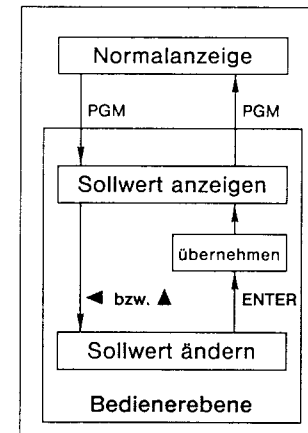 Normalanzeige
PGM PGM
Sollwert anzeigen
übernehmen
◄ bzw. ▲ ENTER
Sollwert ändern
Bedienerebene